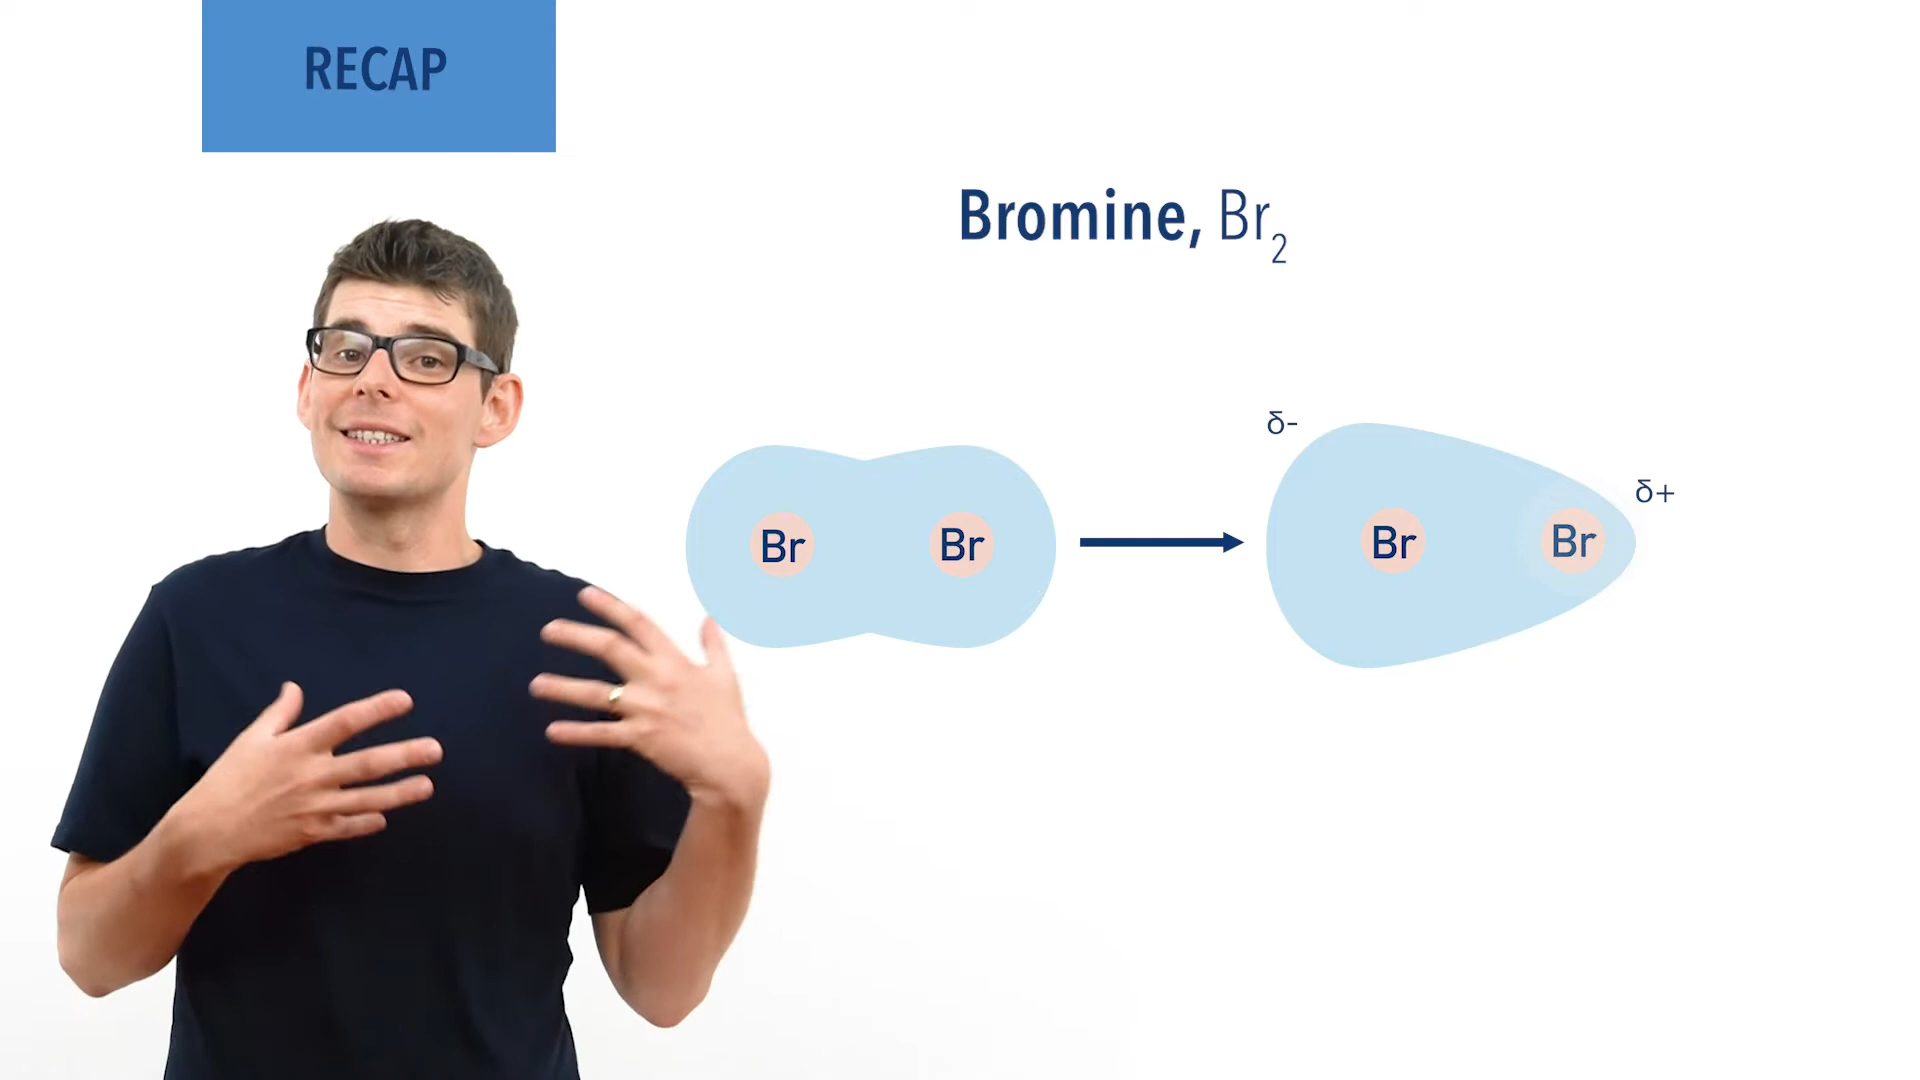 RECAP
Bromine, Br₂
δ-
δ+
Br Br Br Br